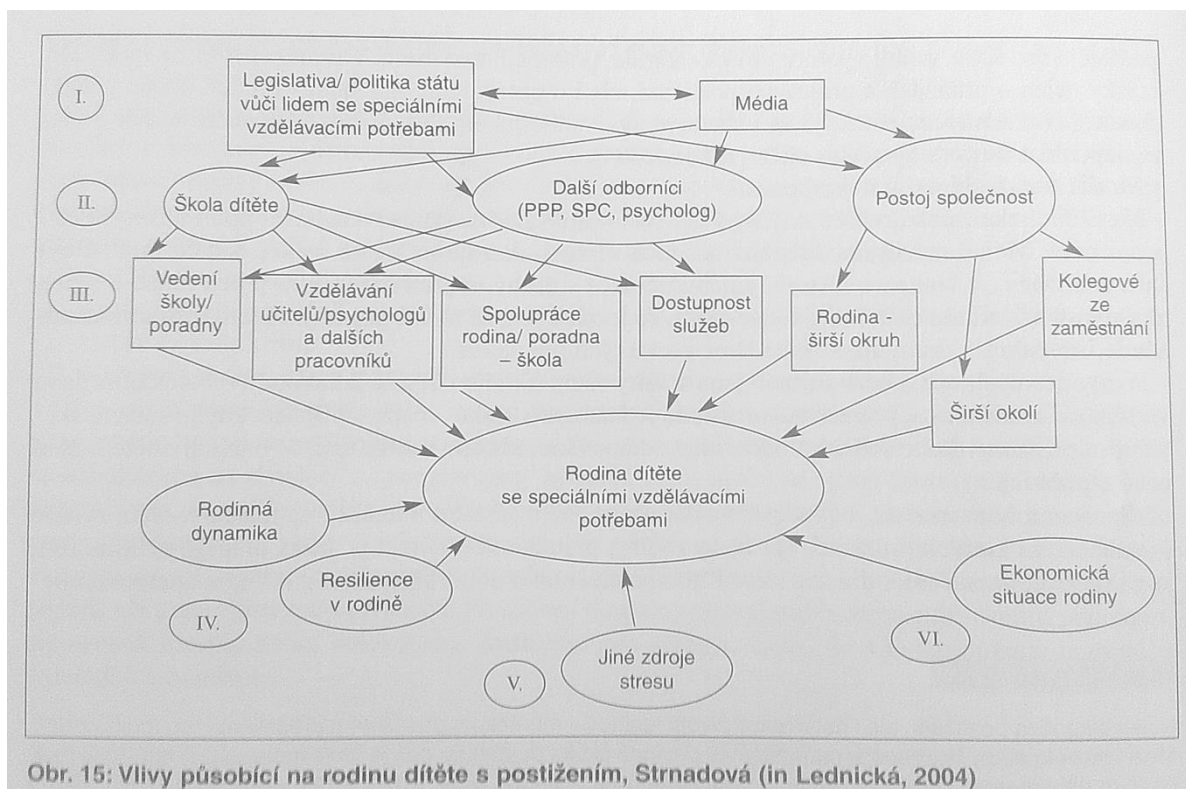 I.
Legislativa/ politika státu
vůči lidem se speciálními
vzdělávacími potřebami
Média
II.
Škola dítěte
Další odborníci
(PPP, SPC, psycholog)
Postoj společnost
III.
Vedení
školy/
poradny
Vzdělávání
učitelů/psychologů
a dalších
pracovníků
Spolupráce
rodina/ poradna
– škola
Dostupnost
služeb
Rodina -
širší okruh
Kolegové
ze
zaměstnání
Širší okolí
Rodina dítěte
se speciálními vzdělávacími
potřebami
Rodinná
dynamika
Resilience
v rodině
IV.
Jiné zdroje
stresu
V.
Ekonomická
situace rodiny
VI.
Obr. 15: Vlivy působící na rodinu dítěte s postižením, Strnadová (in Lednická, 2004)